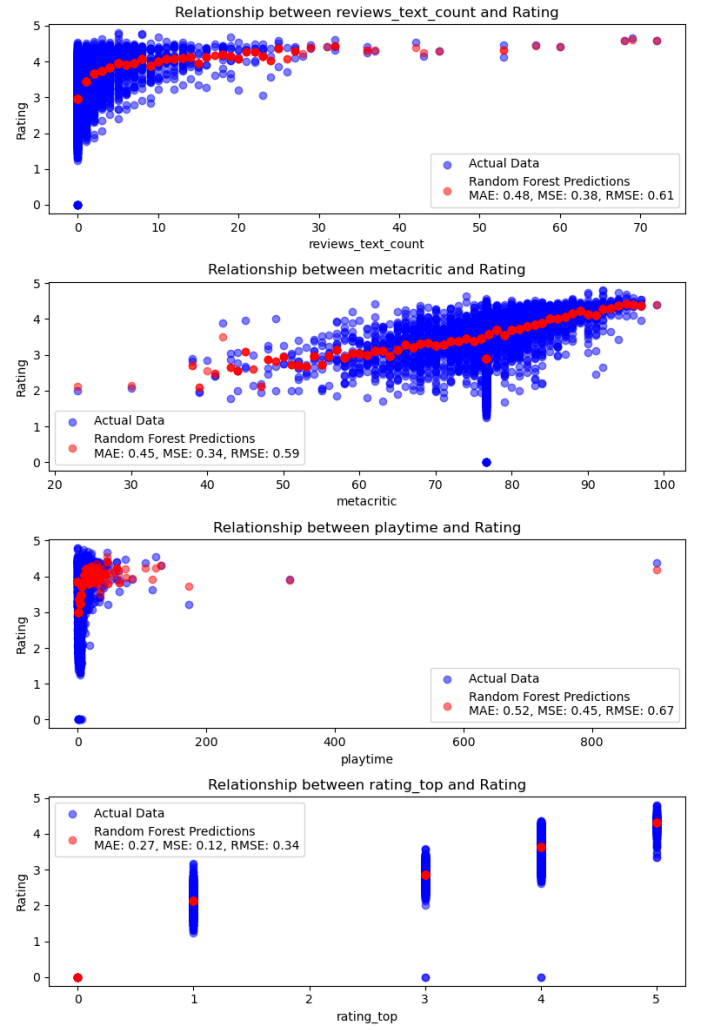 Relationship between reviews_text_count and Rating
5
4
3
2
1
0
Rating
Actual Data
Random Forest Predictions
MAE: 0.48, MSE: 0.38, RMSE: 0.61
0 10 20 30 40 50 60 70
reviews_text_count
Relationship between metacritic and Rating
5
4
3
2
1
0
Rating
Actual Data
Random Forest Predictions
MAE: 0.45, MSE: 0.34, RMSE: 0.59
20 30 40 50 60 70 80 90 100
metacritic
Relationship between playtime and Rating
5
4
3
2
1
0
Rating
Actual Data
Random Forest Predictions
MAE: 0.52, MSE: 0.45, RMSE: 0.67
0 200 400 600 800
playtime
Relationship between rating_top and Rating
5
4
3
2
1
0
Rating
Actual Data
Random Forest Predictions
MAE: 0.27, MSE: 0.12, RMSE: 0.34
0 1 2 3 4 5
rating_top